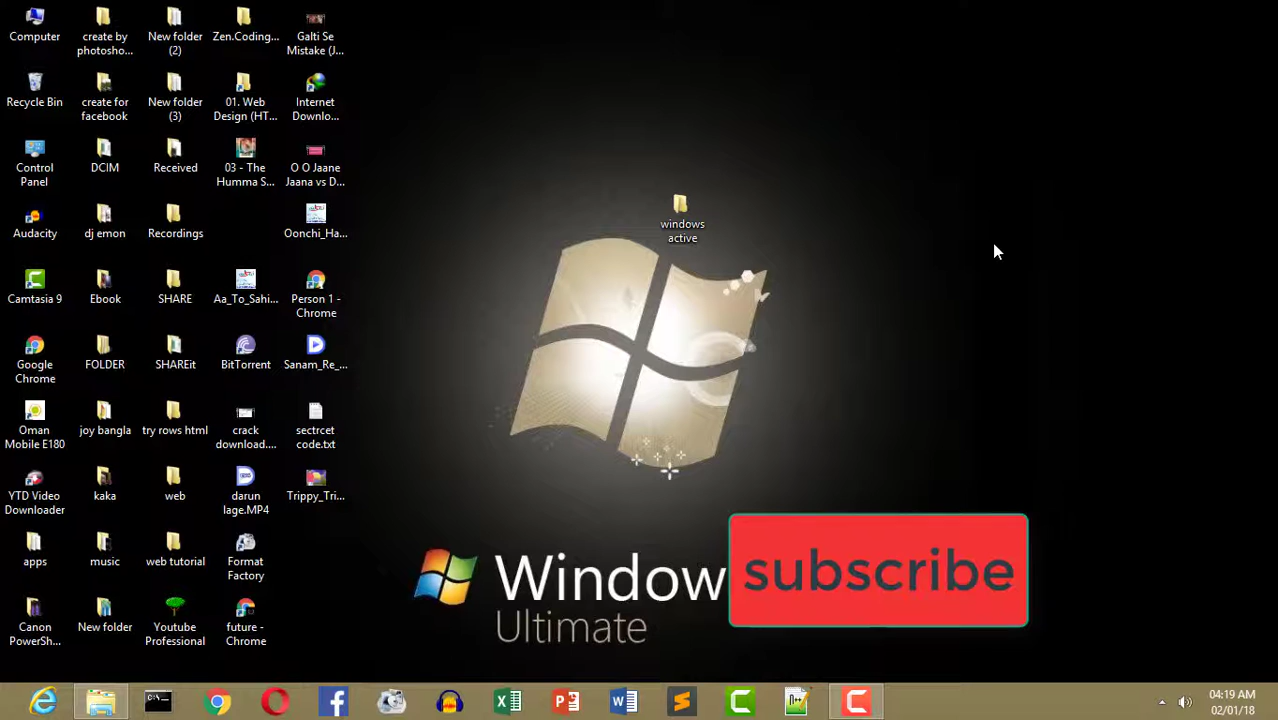 Computer
create by
photosho...
New folder
(2)
Zen.Coding...
Galti Se
Mistake (J...
Recycle Bin
create for
facebook
New folder
(3)
01. Web
Design (HT...
Internet
Downlo...
Control
Panel
DCIM
Received
03 - The
Humma S...
O O Jaane
Jaana vs D...
Audacity
dj emon
Recordings
Oonchi_Ha...
windows
active
Camtasia 9
Ebook
SHARE
Aa_To_Sahi...
Person 1 -
Chrome
Google
Chrome
FOLDER
SHAREit
BitTorrent
Sanam_Re_...
Oman
Mobile E180
joy bangla
try rows html
crack
download....
sectrcet
code.txt
YTD Video
Downloader
kaka
web
darun
lage.MP4
Trippy_Tri...
apps
music
web tutorial
Format
Factory
Canon
PowerSh...
New folder
Youtube
Professional
future -
Chrome
Window
Ultimate
subscribe
04:19 AM
02/01/18